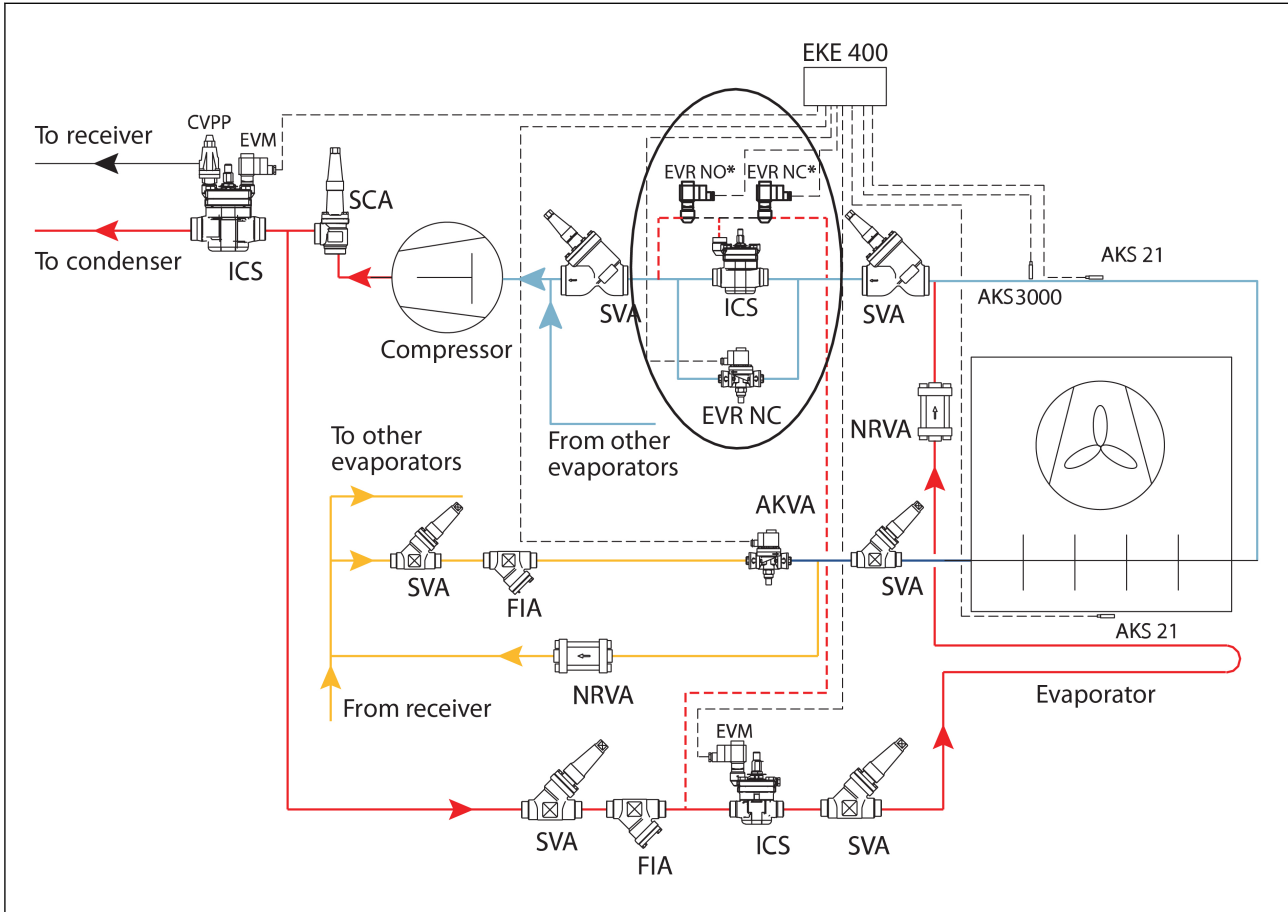 EKE 400
CVPP
EVM
To receiver
SCA
EVR NO*
EVR NC*
To condenser
ICS
AKS 21
AKS3000
SVA
ICS
SVA
Compressor
EVR NC
NRVA
To other
evaporators
From other
evaporators
AKVA
SVA
FIA
SVA
AKS 21
NRVA
From receiver
Evaporator
EVM
SVA
FIA
ICS
SVA